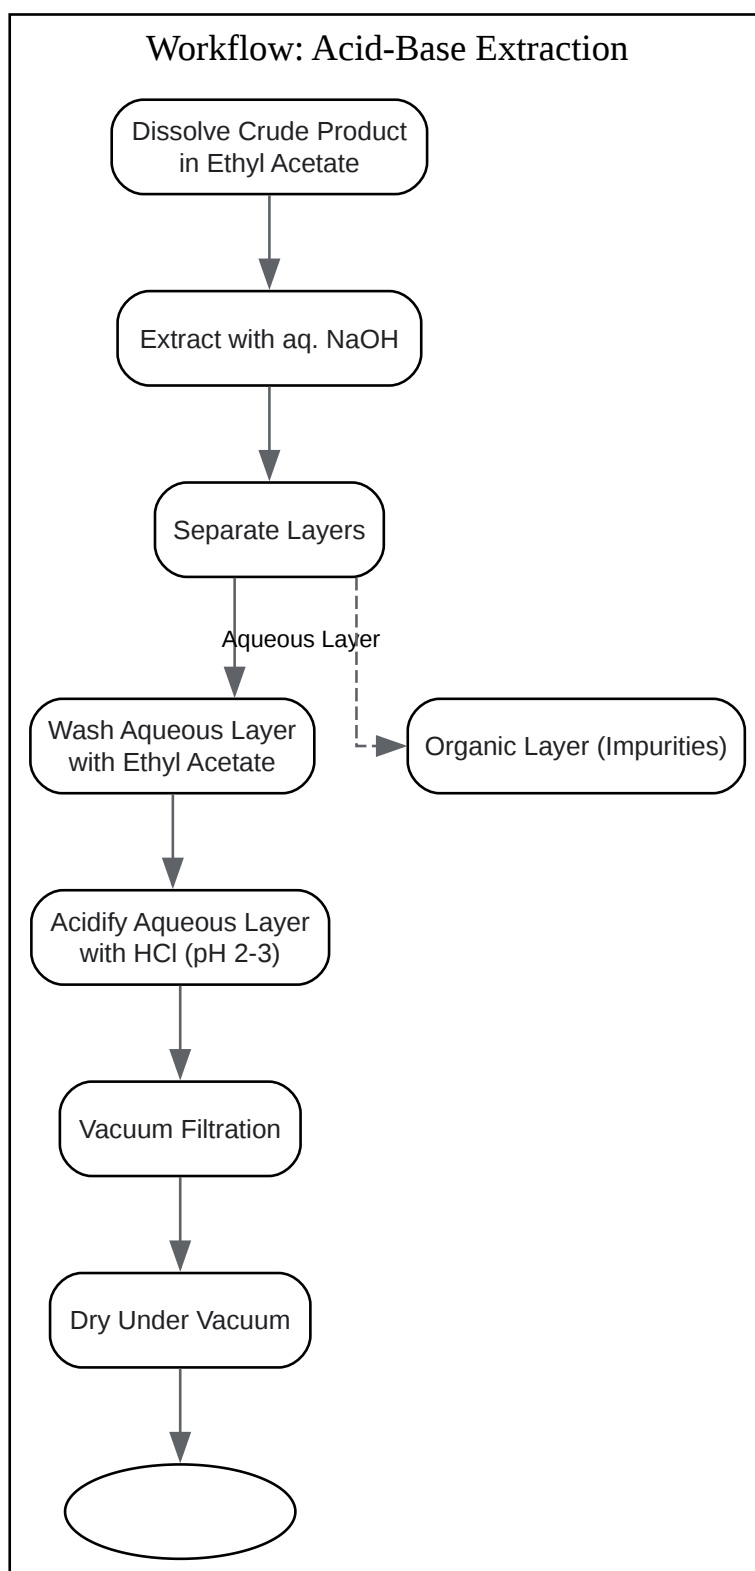 Workflow: Acid-Base Extraction
Dissolve Crude Product
in Ethyl Acetate
Extract with aq. NaOH
Separate Layers
Aqueous Layer
Wash Aqueous Layer
with Ethyl Acetate
Organic Layer (Impurities)
Acidify Aqueous Layer
with HCl (pH 2-3)
Vacuum Filtration
Dry Under Vacuum